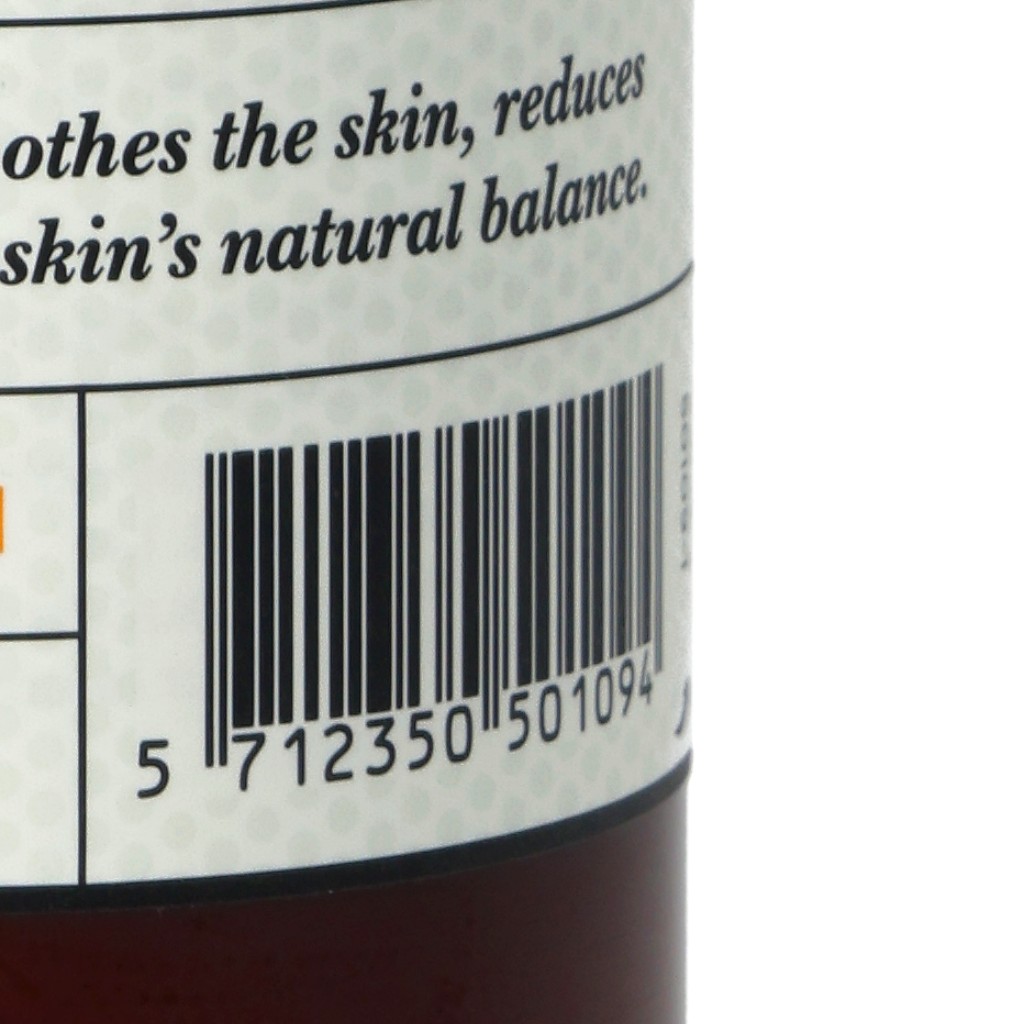 othes the skin, reduces
skin's natural balance.
5 712350 501094